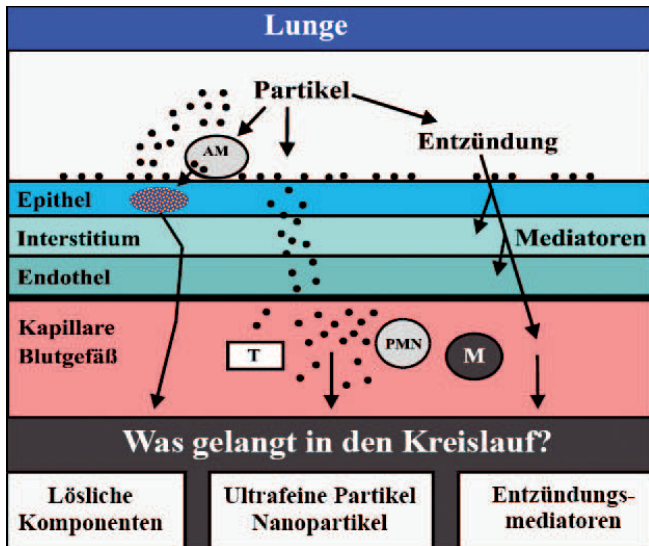 Lunge
Partikel
AM
Entzündung
Epithel
Interstitium
Mediatoren
Endothel
Kapillare
Blutgefäß
T
PMN
M
Was gelangt in den Kreislauf?
Lösliche
Komponenten
Ultrafeine Partikel
Nanopartikel
Entzündungs-
mediatoren